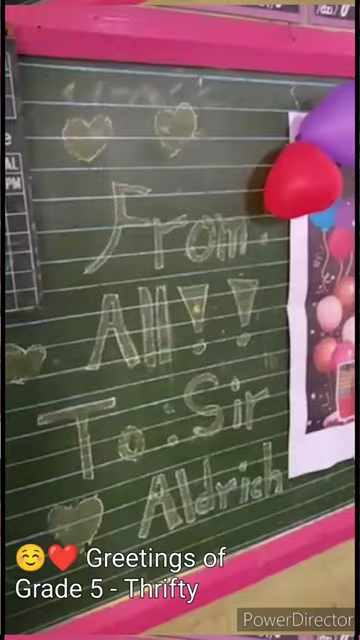 From.
All!!
To: Sir
Aldrich
☺️❤️ Greetings of
Grade 5 - Thrifty
PowerDirector